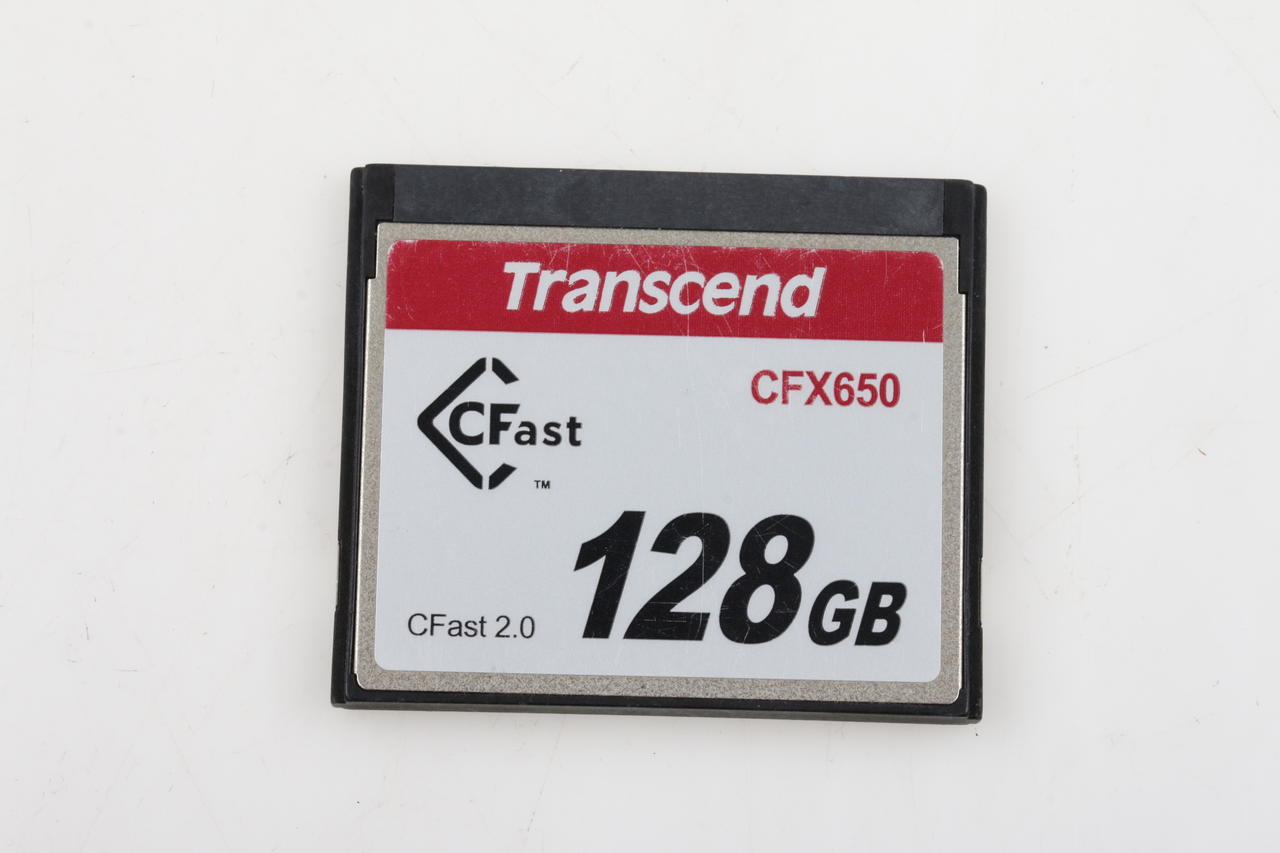 Transcend
CFX650
CFast
TM
128GB
CFast 2.0